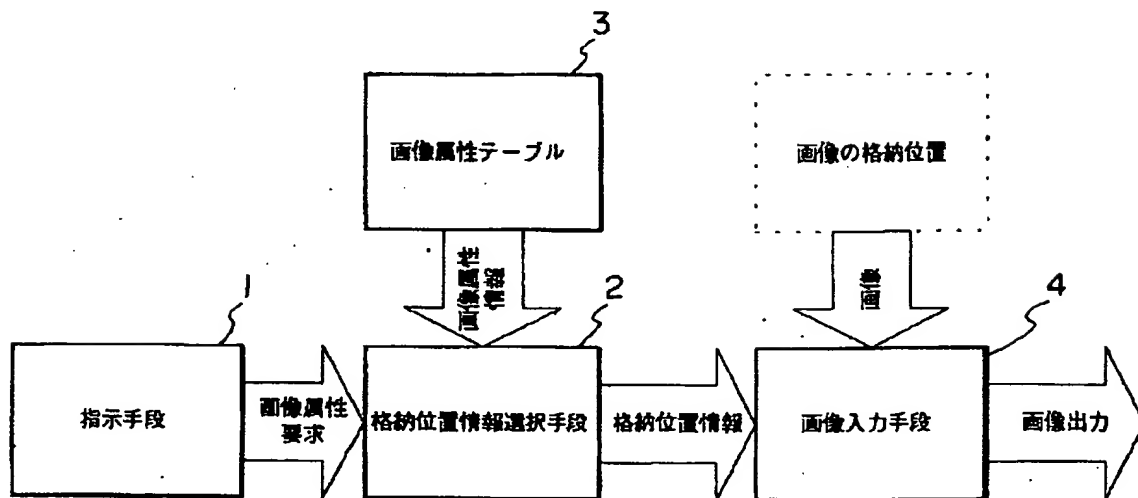 3
画像属性テーブル
画像の格納位置
画像属性
情報
画像
1
2
4
指示手段
画像属性
要求
格納位置情報選択手段
格納位置情報
画像入力手段
画像出力